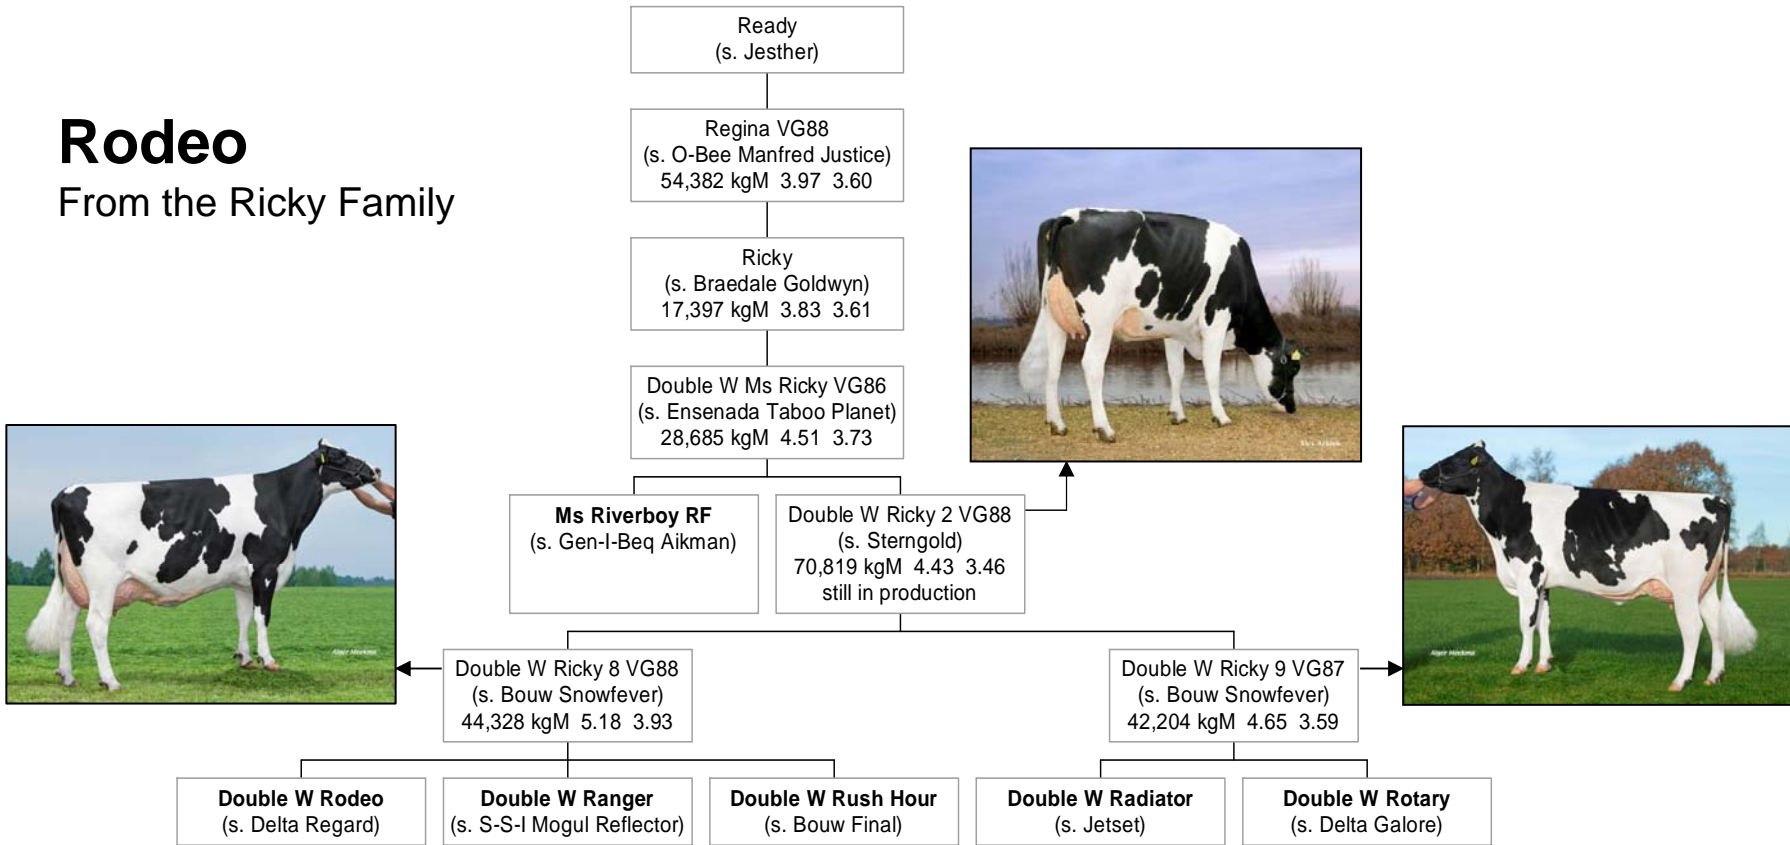 Ready
(s. Jesther)
Rodeo
From the Ricky Family
Regina VG88
(s. O-Bee Manfred Justice)
54,382 kgM 3.97 3.60
Ricky
(s. Braedale Goldwyn)
17,397 kgM 3.83 3.61
Double W Ms Ricky VG86
(s. Ensenada Taboo Planet)
28,685 kgM 4.51 3.73
Ms Riverboy RF
(s. Gen-I-Beq Aikman)
Double W Ricky 2 VG88
(s. Sterngold)
70,819 kgM 4.43 3.46
still in production
Double W Ricky 8 VG88
(s. Bouw Snowfever)
44,328 kgM 5.18 3.93
Double W Ricky 9 VG87
(s. Bouw Snowfever)
42,204 kgM 4.65 3.59
Double W Rodeo
(s. Delta Regard)
Double W Ranger
(s. S-S-I Mogul Reflector)
Double W Rush Hour
(s. Bouw Final)
Double W Radiator
(s. Jetset)
Double W Rotary
(s. Delta Galore)